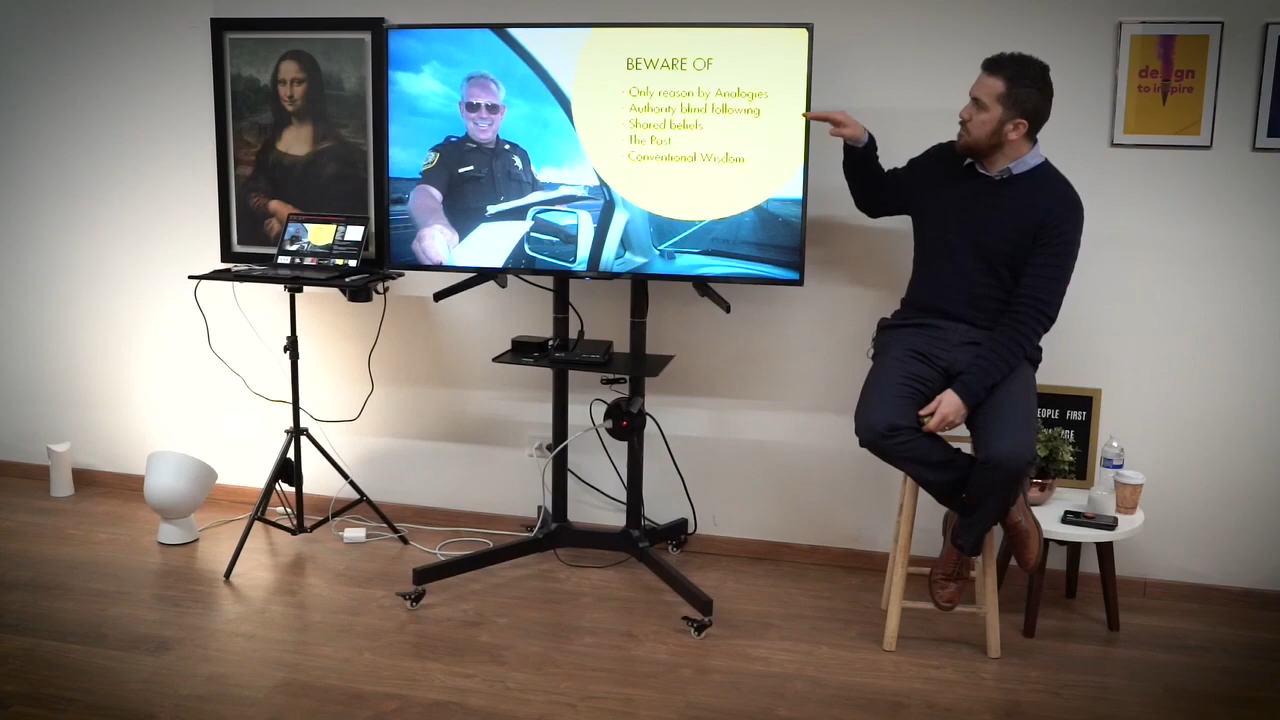 BEWARE OF
· Only reason by Analogies
· Authority blind following
· Shared beliefs
· The Past
· Conventional Wisdom
design
to inspire
EOPLE FIRST